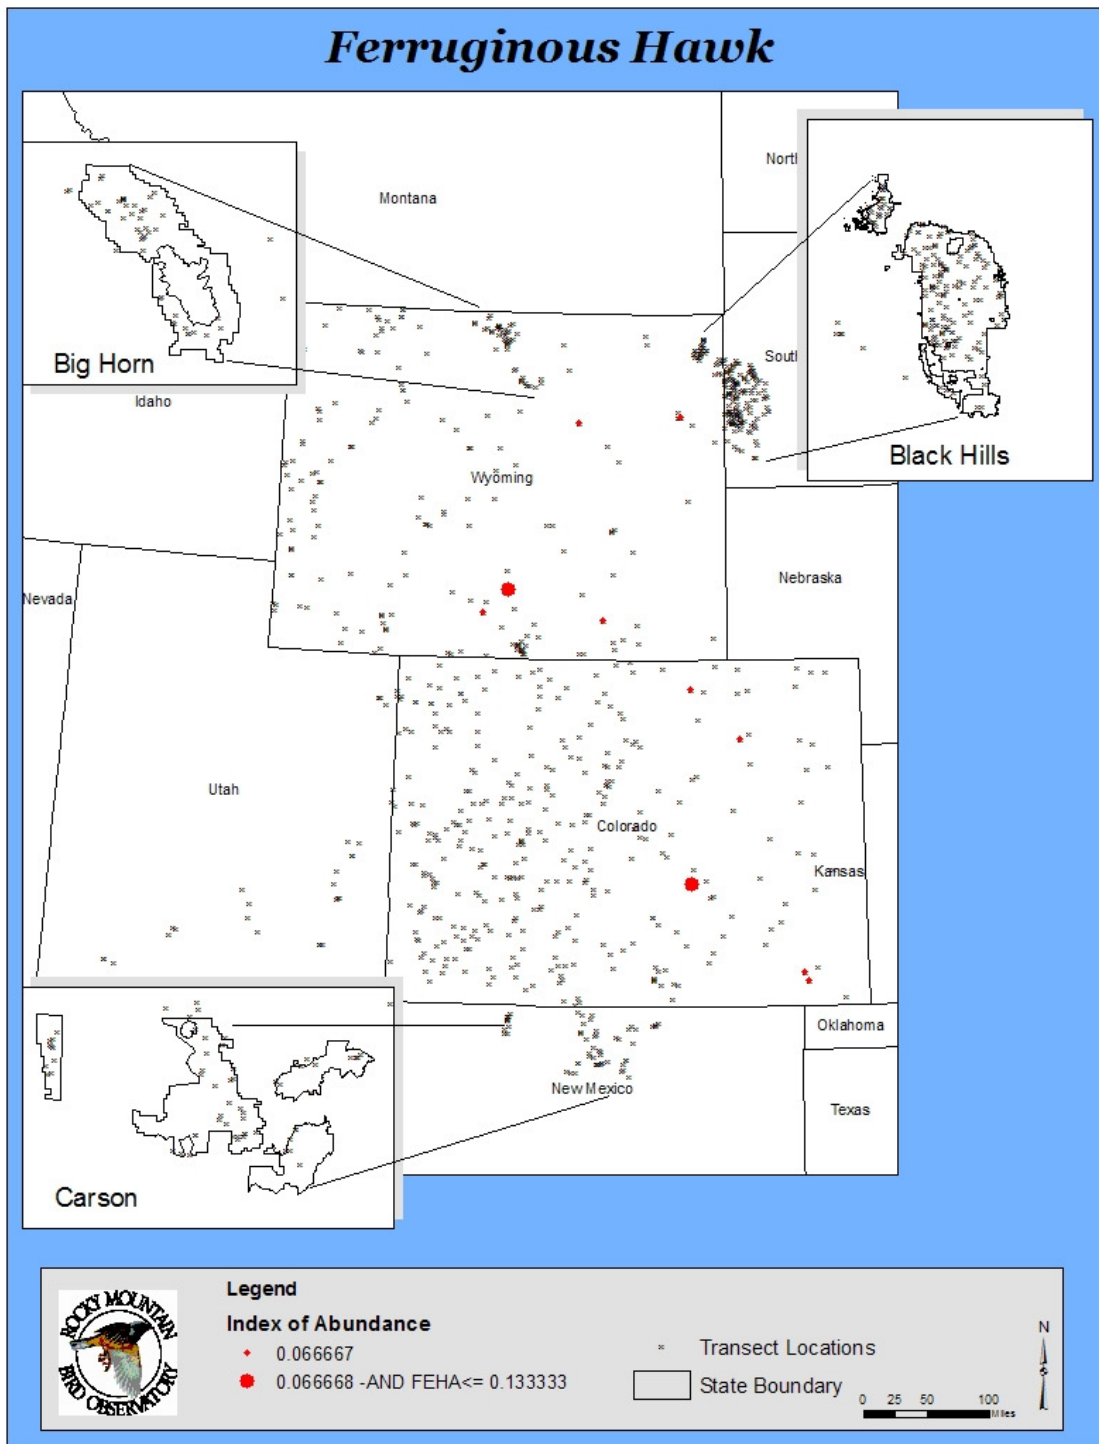 Ferruginous Hawk
Montana
North
South
Big Horn
Idaho
Black Hills
Wyoming
Nebraska
Nevada
Utah
Colorado
Kansas
Oklahoma
New Mexico
Texas
Carson
Legend
Index of Abundance
0.066667
0.066668 -AND FEHA<= 0.133333
Transect Locations
State Boundary
N
0 25 50 100
Miles
ROCKY MOUNTAIN
BIRD OBSERVATORY